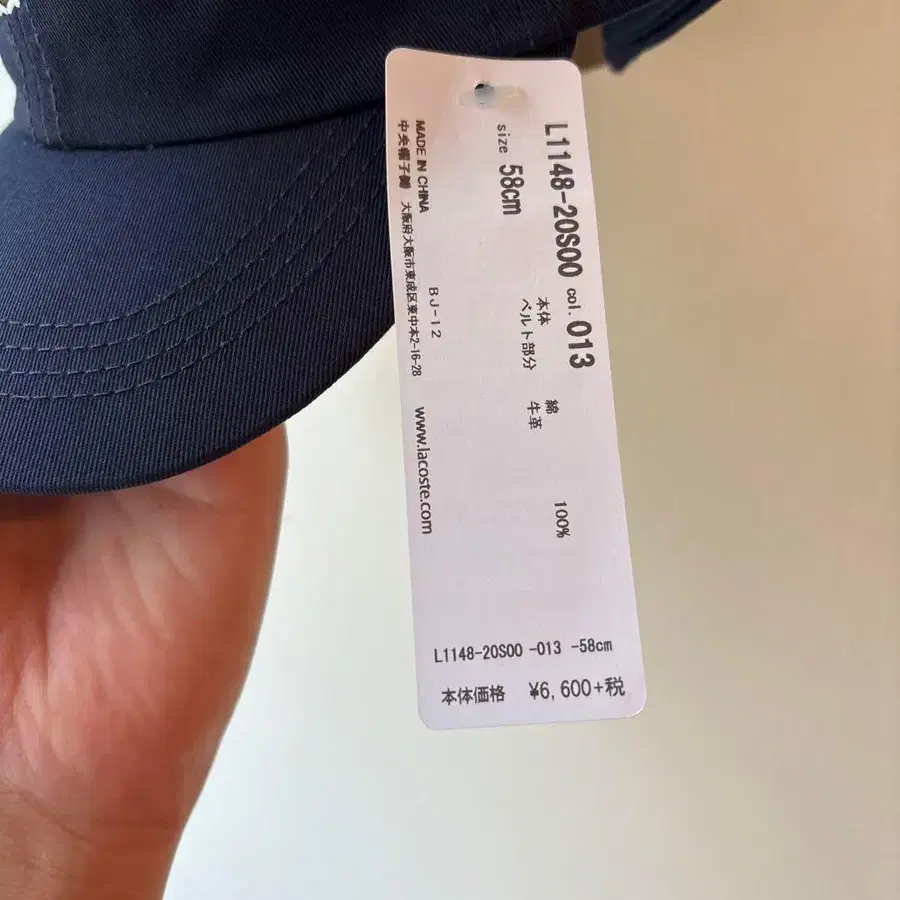 L1148-20S00 col. 013
size 58cm
本体 綿 100%
ベルト部分 牛革
BJ-12
MADE IN CHINA
中央帽子㈱ 大阪府大阪市東成区東中本2-16-28
www.lacoste.com
L1148-20S00 -013 -58cm
本体価格 ¥6,600+税